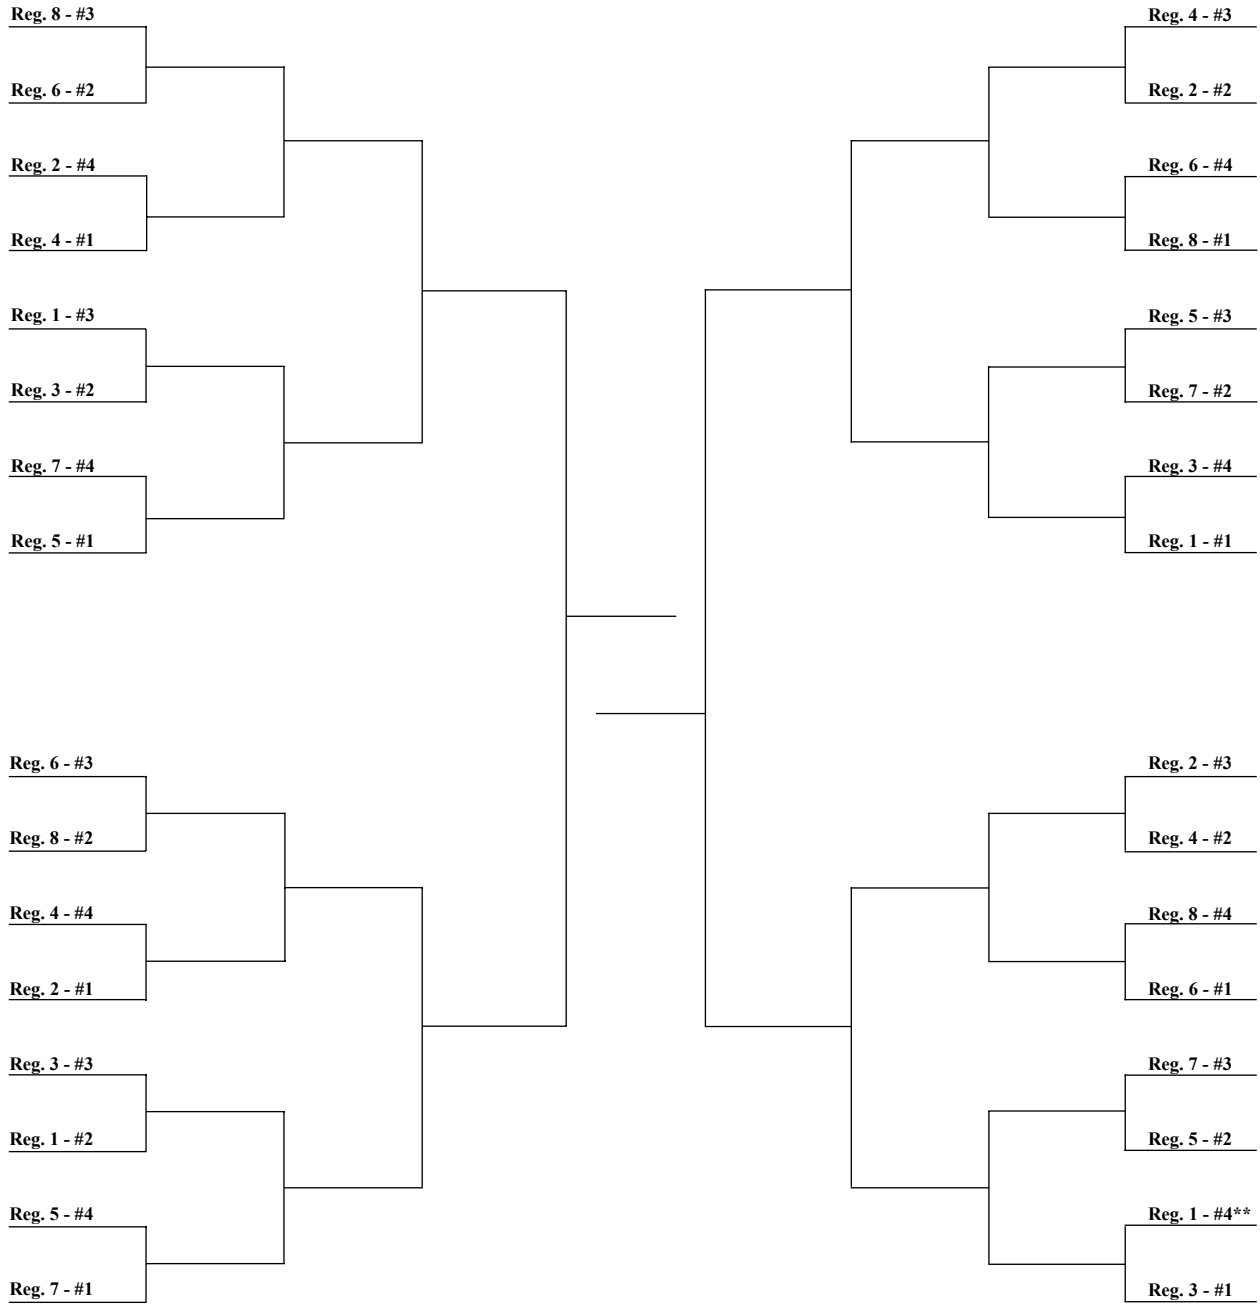 Reg. 8 - #3
Reg. 6 - #2
Reg. 2 - #4
Reg. 4 - #1
Reg. 1 - #3
Reg. 3 - #2
Reg. 7 - #4
Reg. 5 - #1
Reg. 6 - #3
Reg. 8 - #2
Reg. 4 - #4
Reg. 2 - #1
Reg. 3 - #3
Reg. 1 - #2
Reg. 5 - #4
Reg. 7 - #1
Reg. 4 - #3
Reg. 2 - #2
Reg. 6 - #4
Reg. 8 - #1
Reg. 5 - #3
Reg. 7 - #2
Reg. 3 - #4
Reg. 1 - #1
Reg. 2 - #3
Reg. 4 - #2
Reg. 8 - #4
Reg. 6 - #1
Reg. 7 - #3
Reg. 5 - #2
Reg. 1 - #4**
Reg. 3 - #1